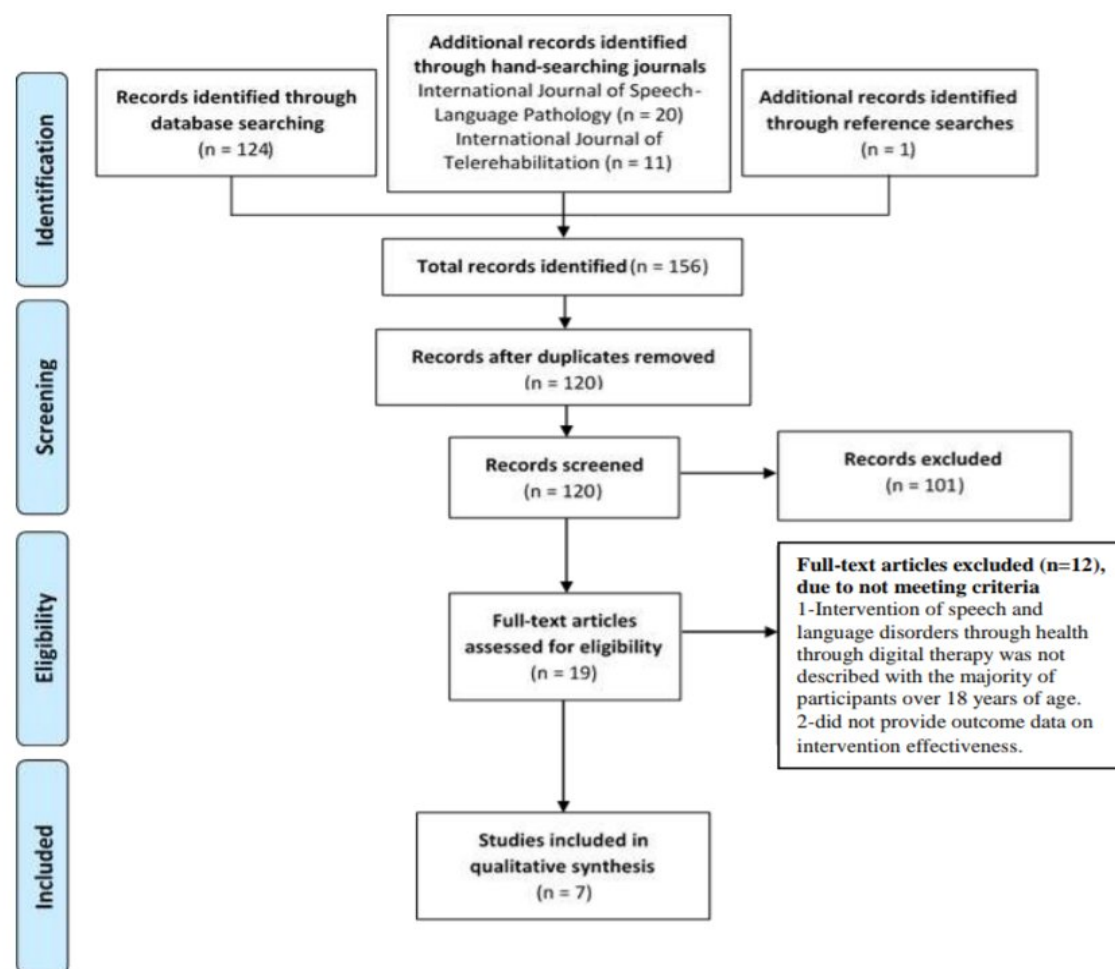 Identification
Records identified through
database searching
(n = 124)
Additional records identified
through hand-searching journals
International Journal of Speech-
Language Pathology (n = 20)
International Journal of
Telerehabilitation (n = 11)
Additional records identified
through reference searches
(n = 1)
Total records identified (n = 156)
Screening
Records after duplicates removed
(n = 120)
Records screened
(n = 120)
Records excluded
(n = 101)
Eligibility
Full-text articles
assessed for eligibility
(n = 19)
Full-text articles excluded (n=12),
due to not meeting criteria
1-Intervention of speech and
language disorders through health
through digital therapy was not
described with the majority of
participants over 18 years of age.
2-did not provide outcome data on
intervention effectiveness.
Included
Studies included in
qualitative synthesis
(n = 7)